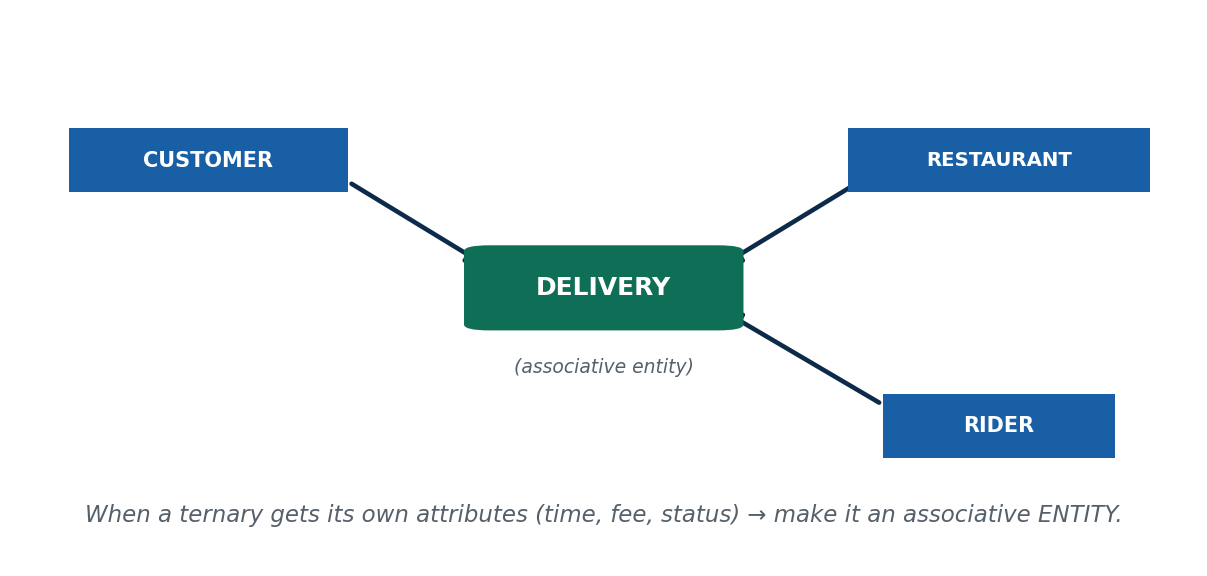 CUSTOMER
RESTAURANT
DELIVERY
(associative entity)
RIDER
When a ternary gets its own attributes (time, fee, status) → make it an associative ENTITY.